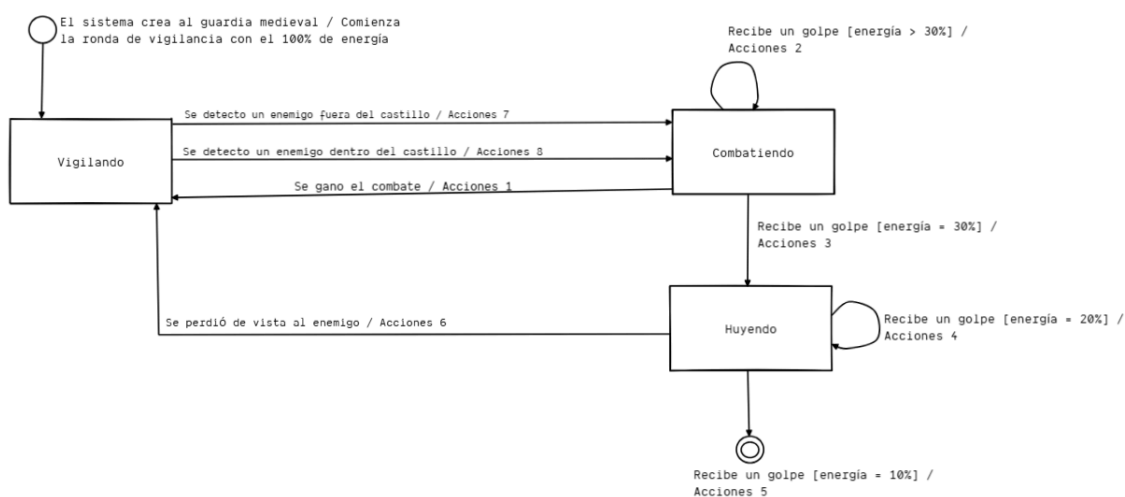 El sistema crea al guardia medieval / Comienza
la ronda de vigilancia con el 100% de energía
Recibe un golpe [energía > 30%] /
Acciones 2
Se detecto un enemigo fuera del castillo / Acciones 7
Vigilando
Se detecto un enemigo dentro del castillo / Acciones 8
Combatiendo
Se gano el combate / Acciones 1
Recibe un golpe [energía = 30%] /
Acciones 3
Se perdió de vista al enemigo / Acciones 6
Huyendo
Recibe un golpe [energía = 20%] /
Acciones 4
Recibe un golpe [energía = 10%] /
Acciones 5